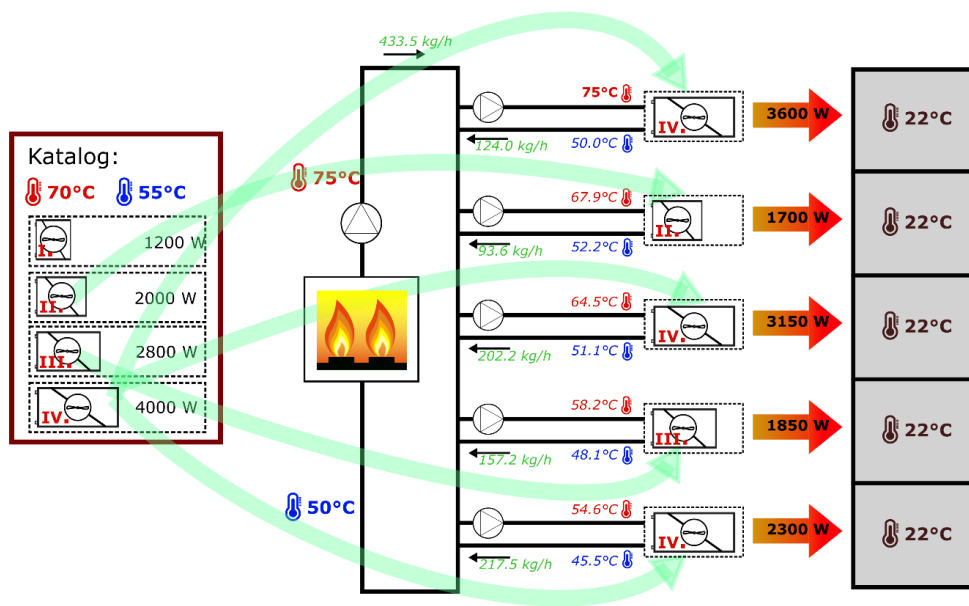 433.5 kg/h
Katalog:
70°C 55°C
I. 1200 W
II. 2000 W
III. 2800 W
IV. 4000 W
75°C
50°C
75°C
IV.
3600 W
22°C
124.0 kg/h
50.0°C
67.9°C
II.
1700 W
22°C
93.6 kg/h
52.2°C
64.5°C
IV.
3150 W
22°C
202.2 kg/h
51.1°C
58.2°C
III.
1850 W
22°C
157.2 kg/h
48.1°C
54.6°C
IV.
2300 W
22°C
217.5 kg/h
45.5°C